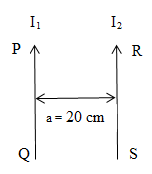 I₁ I₂
P R
a = 20 cm
Q S